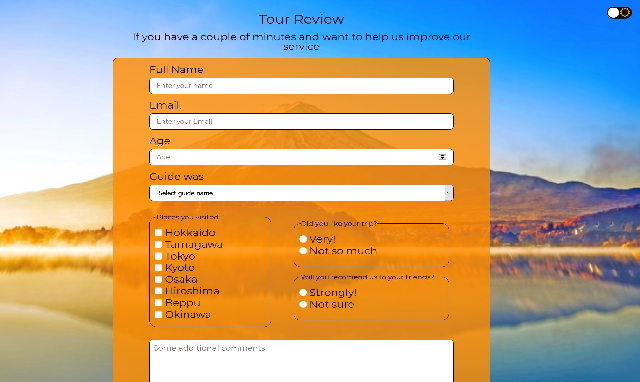 Tour Review
If you have a couple of minutes and want to help us improve our
service
Full Name
Enter your name
Email
Enter your Email
Age
Age
Guide was
Select guide name
Places you visited
Hokkaido
Tamagawa
Tokyo
Kyoto
Osaka
Hiroshima
Beppu
Okinawa
Did you like your trip?
Very!
Not so much
Will you recomend us to your friends?
Strongly!
Not sure
Some additional comments